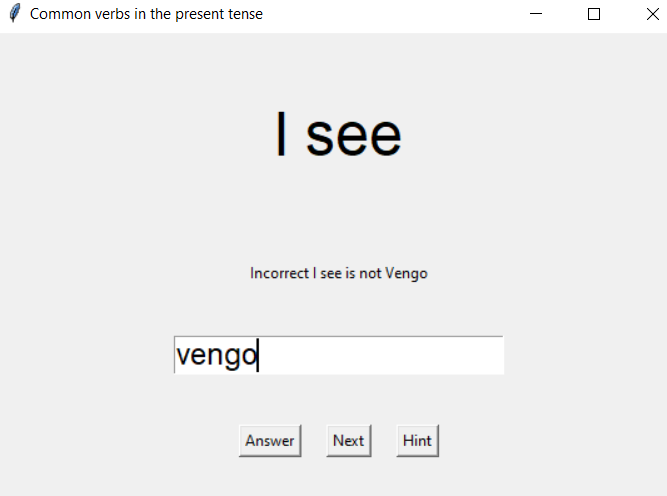 Common verbs in the present tense
I see
Incorrect I see is not Vengo
vengo
Answer Next Hint